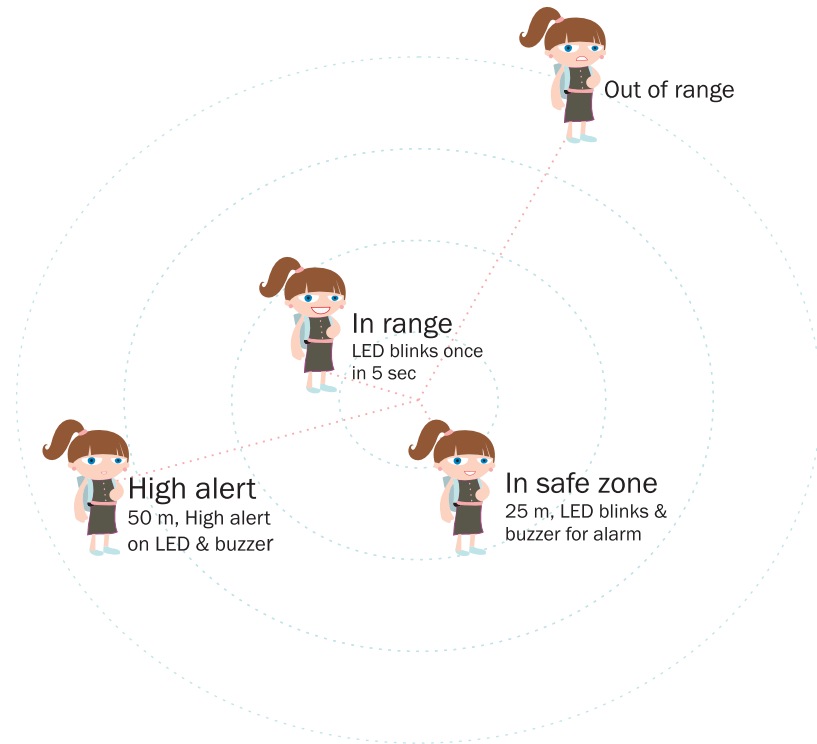 Out of range
In range
LED blinks once
in 5 sec
High alert
50 m, High alert
on LED & buzzer
In safe zone
25 m, LED blinks &
buzzer for alarm